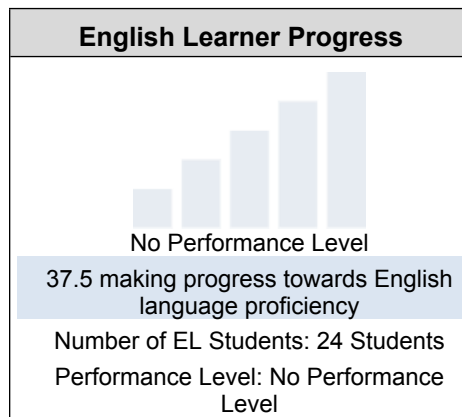 English Learner Progress
No Performance Level
37.5 making progress towards English
language proficiency
Number of EL Students: 24 Students
Performance Level: No Performance
Level